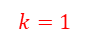 k = 1